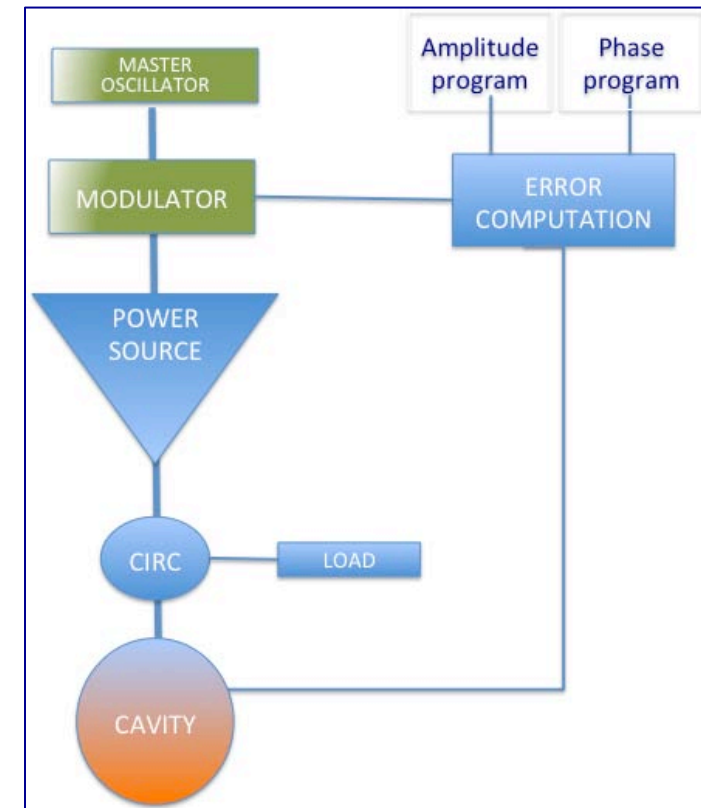 MASTER
OSCILLATOR
Amplitude
program
Phase
program
MODULATOR
ERROR
COMPUTATION
POWER
SOURCE
CIRC
LOAD
CAVITY